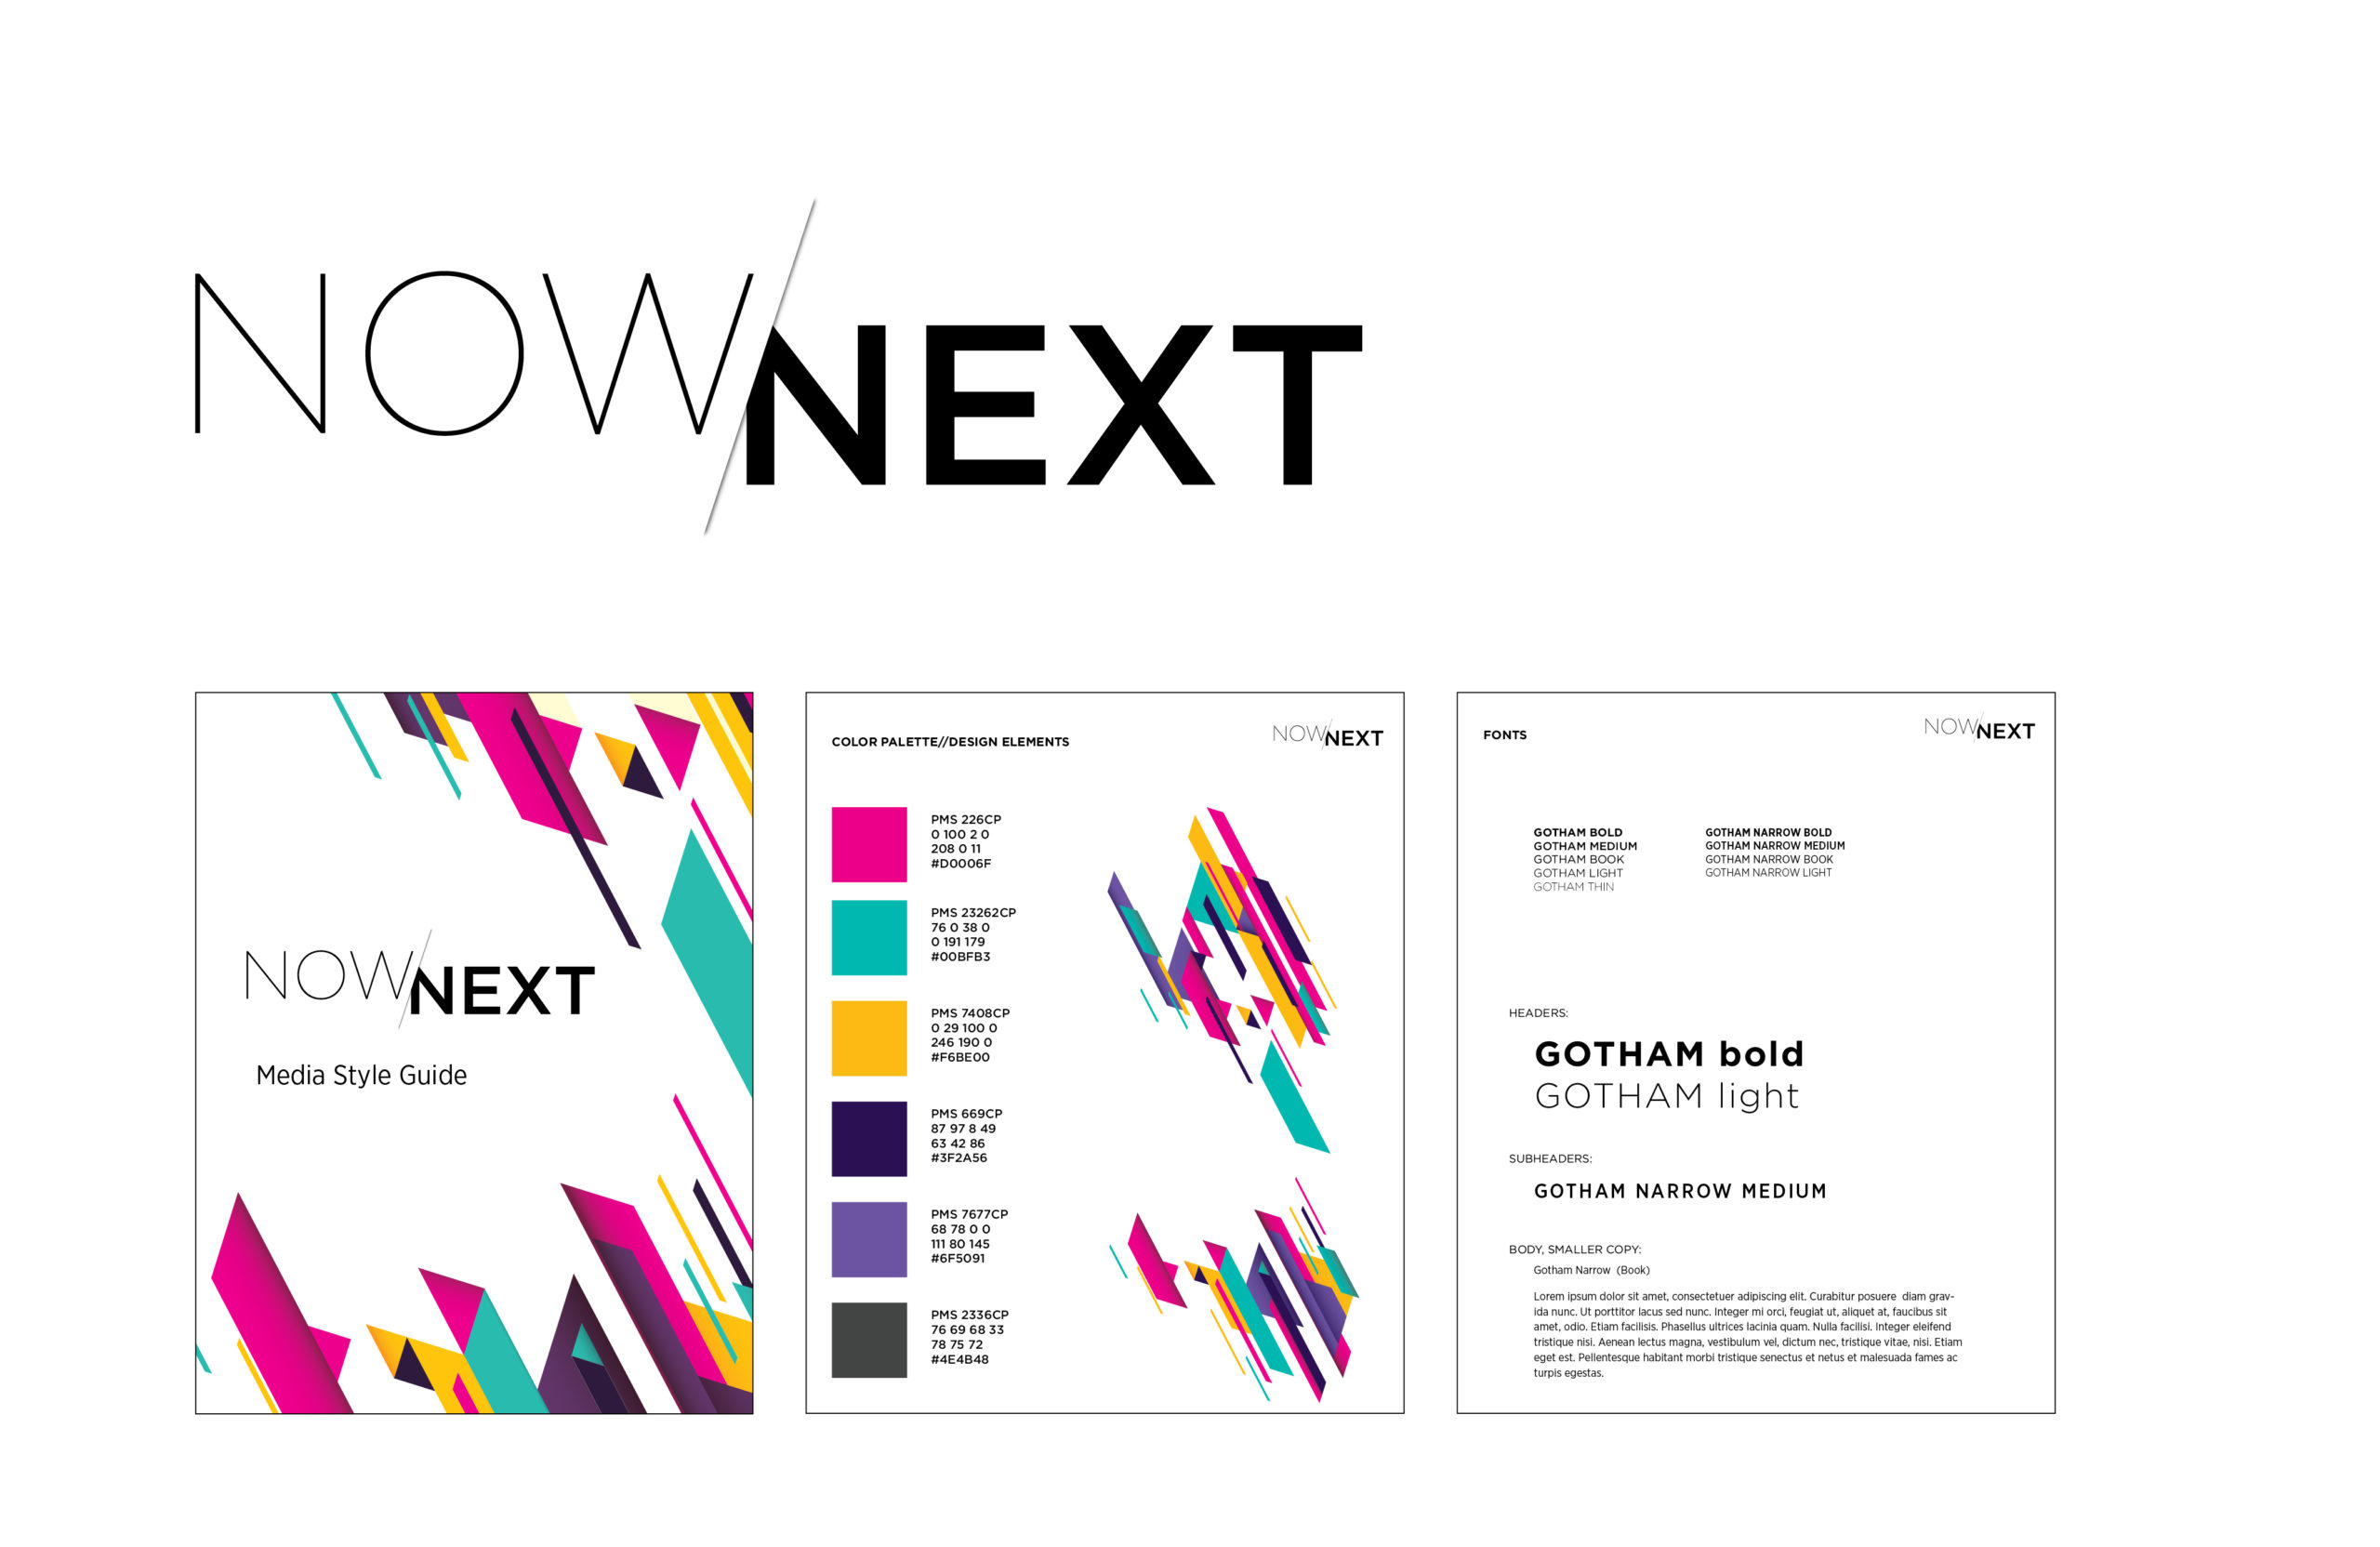 NOW/NEXT
NOW/NEXT
Media Style Guide
COLOR PALETTE//DESIGN ELEMENTS
NOW/NEXT
PMS 226CP
0 100 2 0
208 0 11
#D0006F
PMS 23262CP
76 0 38 0
0 191 179
#00BFB3
PMS 7408CP
0 29 100 0
246 190 0
#F6BE00
PMS 669CP
87 97 8 49
63 42 86
#3F2A56
PMS 7677CP
68 78 0 0
111 80 145
#6F5091
PMS 2336CP
76 69 68 33
78 75 72
#4E4B48
FONTS
NOW/NEXT
GOTHAM BOLD
GOTHAM MEDIUM
GOTHAM BOOK
GOTHAM LIGHT
GOTHAM THIN
GOTHAM NARROW BOLD
GOTHAM NARROW MEDIUM
GOTHAM NARROW BOOK
GOTHAM NARROW LIGHT
HEADERS:
GOTHAM bold
GOTHAM light
SUBHEADERS:
GOTHAM NARROW MEDIUM
BODY, SMALLER COPY:
Gotham Narrow (Book)
Lorem ipsum dolor sit amet, consectetuer adipiscing elit. Curabitur posuere diam grav-
ida nunc. Ut porttitor lacus sed nunc. Integer mi orci, feugiat ut, aliquet at, faucibus sit
amet, odio. Etiam facilisis. Phasellus ultrices lacinia quam. Nulla facilisi. Integer eleifend
tristique nisi. Aenean lectus magna, vestibulum vel, dictum nec, tristique vitae, nisi. Etiam
eget est. Pellentesque habitant morbi tristique senectus et netus et malesuada fames ac
turpis egestas.